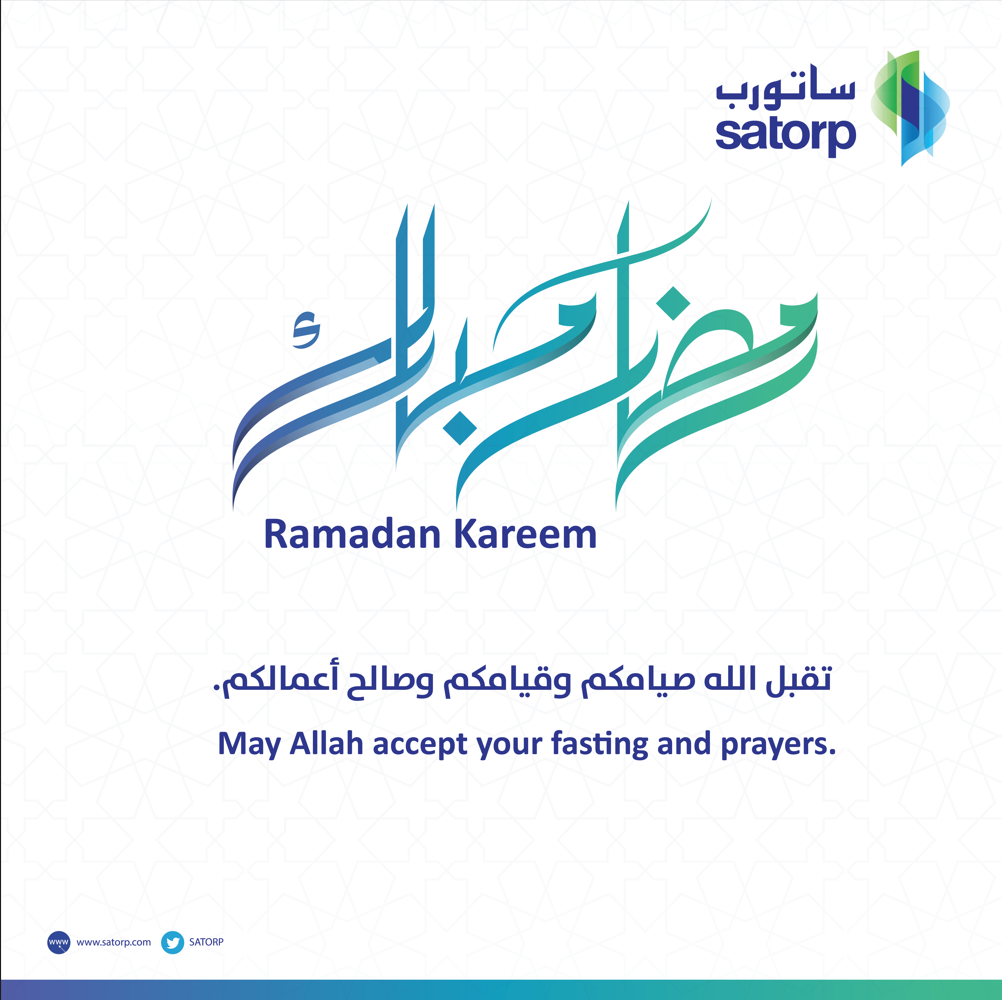 ساتورب
satorp
رمضان مبارك
Ramadan Kareem
تقبل الله صيامكم وقيامكم وصالح أعمالكم.
May Allah accept your fasting and prayers.
www www.satorp.com SATORP